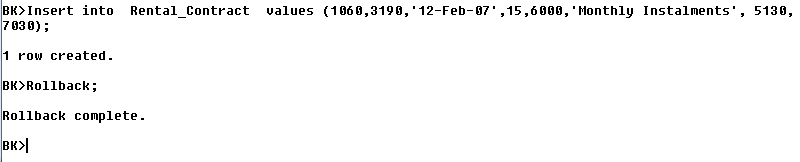 BK>Insert into  Rental_Contract  values (1060,3190,'12-Feb-07',15,6000,'Monthly Instalments', 5130,
7030);
1 row created.
BK>Rollback;
Rollback complete.
BK>